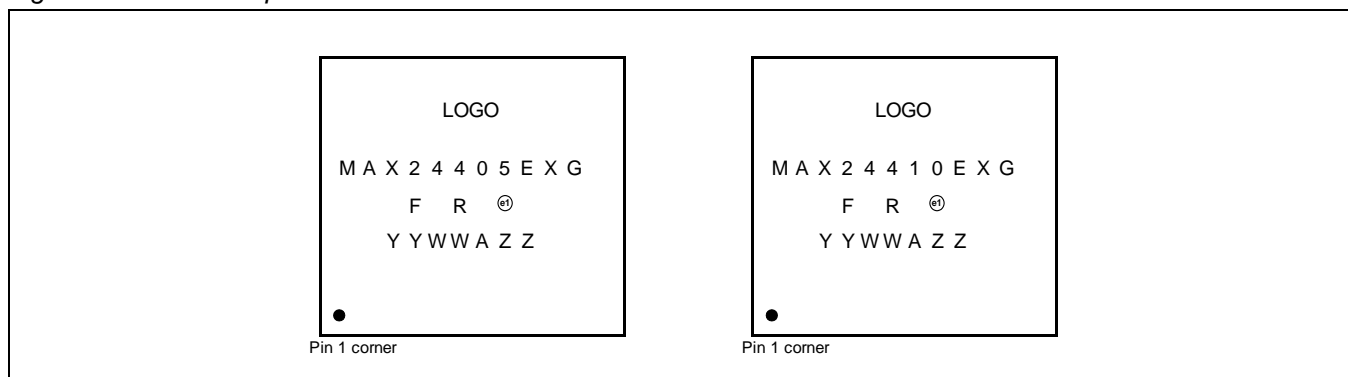 LOGO
MAX24405EXG
F R e1
YYWWAZZ
Pin 1 corner
LOGO
MAX24410EXG
F R e1
YYWWAZZ
Pin 1 corner